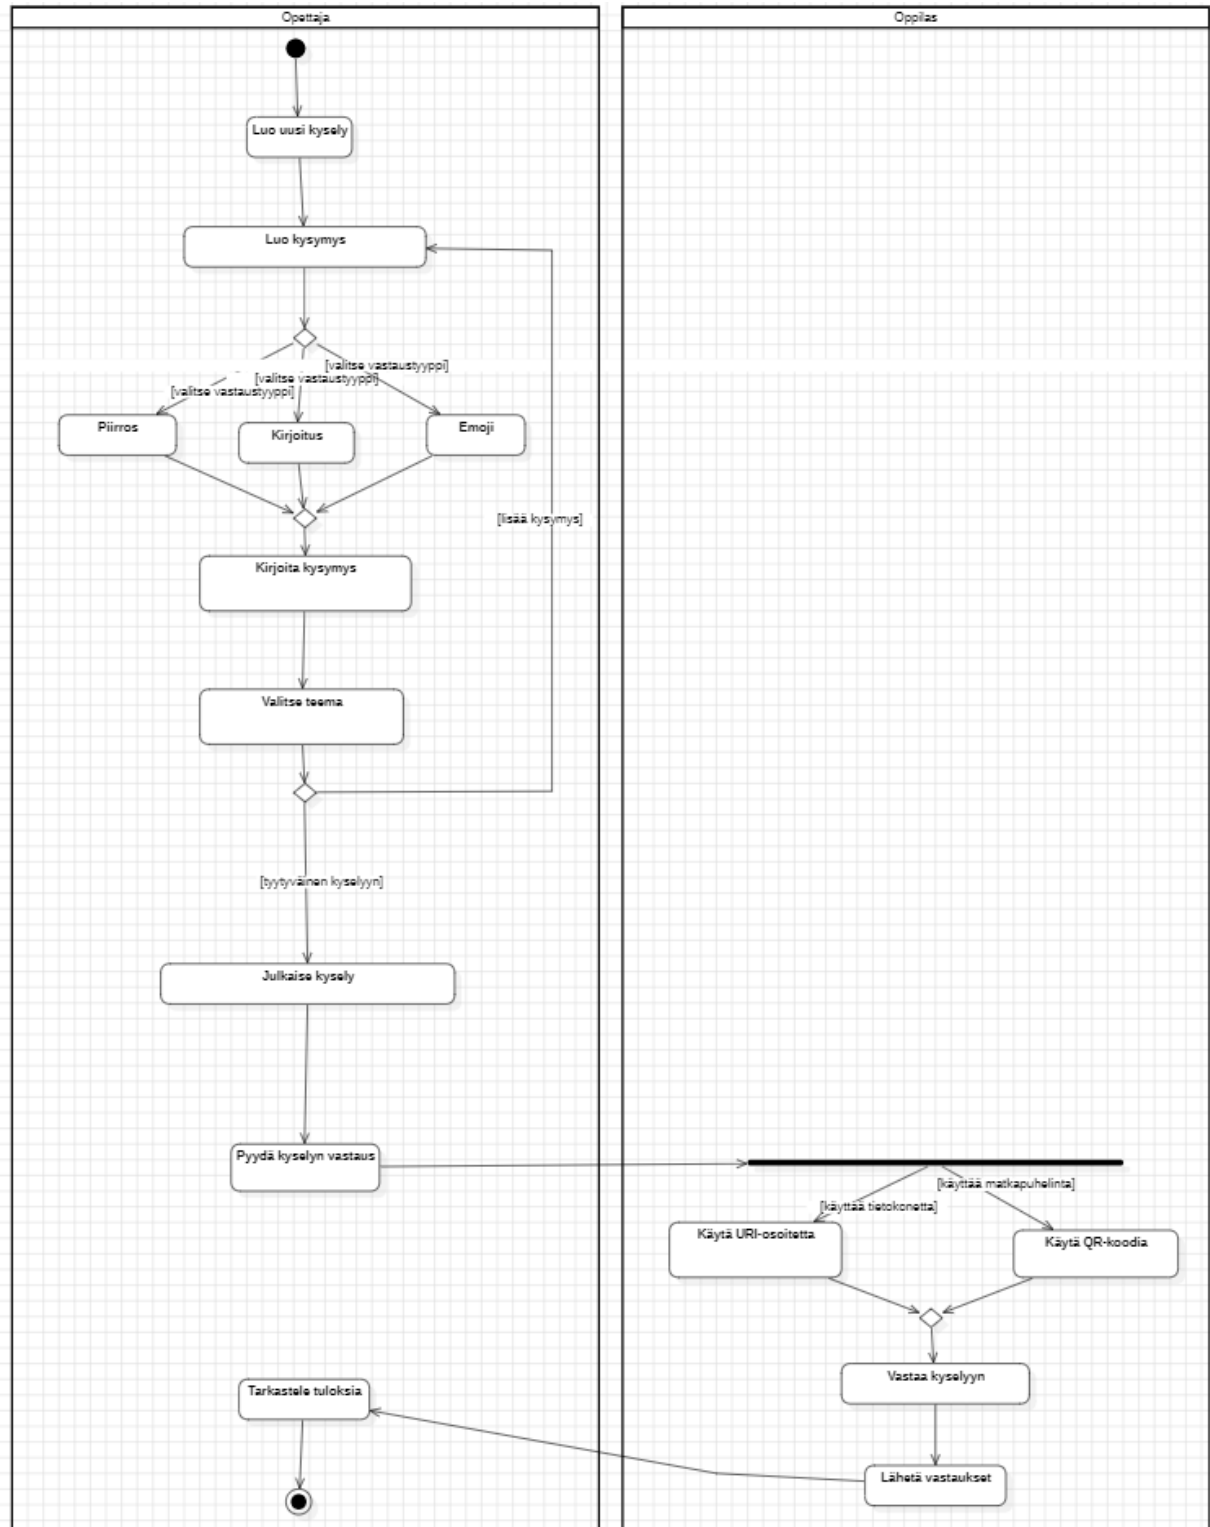 Opettaja
Oppilas
Luo uusi kysely
Luo kysymys
[valitse vastaustyyppi]
[valitse vastaustyyppi]
[valitse vastaustyyppi]
Piirros
Kirjoitus
Emoji
[lisää kysymys]
Kirjoita kysymys
Valitse teema
[tyytyväinen kyselyyn]
Julkaise kysely
Pyydä kyselyn vastaus
[käyttää matkapuhelinta]
[käyttää tietokonetta]
Käytä URI-osoitetta
Käytä QR-koodia
Vastaa kyselyyn
Tarkastele tuloksia
Lähetä vastaukset